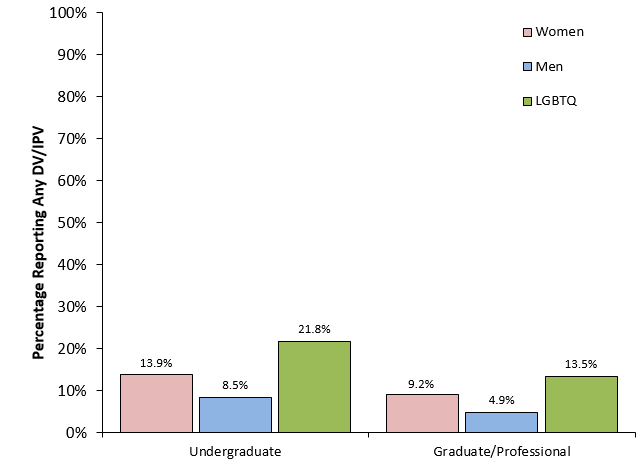 100%
90%
80%
70%
60%
50%
40%
30%
20%
10%
0%
Percentage Reporting Any DV/IPV
Women
Men
LGBTQ
13.9%
8.5%
21.8%
9.2%
4.9%
13.5%
Undergraduate
Graduate/Professional